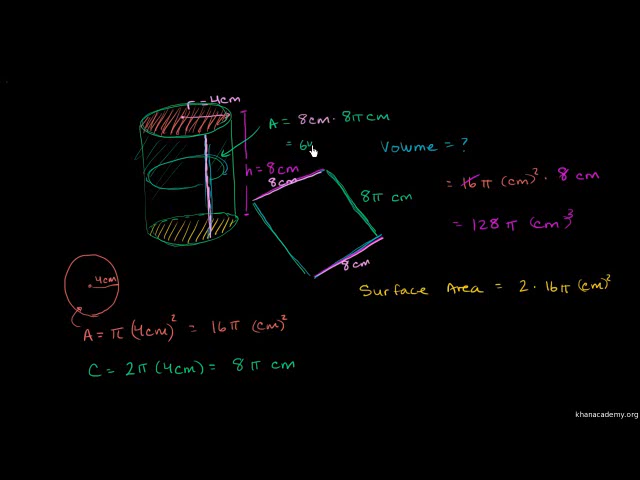 r = 4cm
A = 8cm · 8π cm
= 64
Volume = ?
h = 8cm
8cm
= 16π (cm)² · 8 cm
8π cm
= 128π (cm)³
8cm
4cm
Surface Area = 2 · 16π (cm)²
A = π(4cm)² = 16π (cm)²
C = 2π(4cm) = 8π cm
khanacademy.org